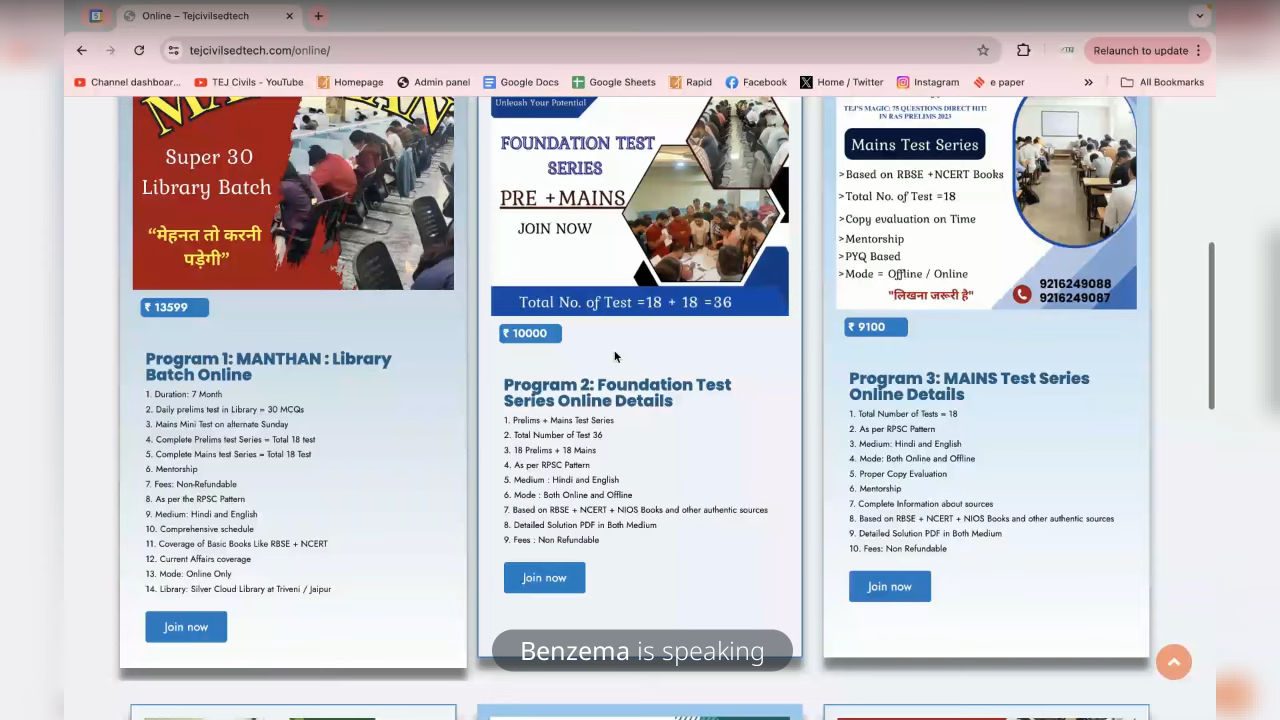 Online – Tejcivilsedtech
tejcivilsedtech.com/online/
Relaunch to update
Channel dashboar...
TEJ Civils - YouTube
Homepage
Admin panel
Google Docs
Google Sheets
Rapid
Facebook
Home / Twitter
Instagram
e paper
»
All Bookmarks
Super 30
Library Batch
“मेहनत तो करनी
पड़ेगी”
₹ 13599
Program 1: MANTHAN : Library
Batch Online
1. Duration: 7 Month
2. Daily prelims test in Library = 30 MCQs
3. Mains Mini Test on alternate Sunday
4. Complete Prelims test Series = Total 18 test
5. Complete Mains test Series = Total 18 Test
6. Mentorship
7. Fees: Non-Refundable
8. As per the RPSC Pattern
9. Medium: Hindi and English
10. Comprehensive schedule
11. Coverage of Basic Books Like RBSE + NCERT
12. Current Affairs coverage
13. Mode: Online Only
14. Library: Silver Cloud Library at Triveni / Jaipur
Join now
Unleash Your Potential
FOUNDATION TEST
SERIES
PRE +MAINS
JOIN NOW
Total No. of Test =18 + 18 =36
₹ 10000
Program 2: Foundation Test
Series Online Details
1. Prelims + Mains Test Series
2. Total Number of Test 36
3. 18 Prelims + 18 Mains
4. As per RPSC Pattern
5. Medium : Hindi and English
6. Mode : Both Online and Offline
7. Based on RBSE + NCERT + NIOS Books and other authentic sources
8. Detailed Solution PDF in Both Medium
9. Fees : Non Refundable
Join now
TEJ'S MAGIC: 75 QUESTIONS DIRECT HIT!
IN RAS PRELIMS 2023
Mains Test Series
>Based on RBSE +NCERT Books
>Total No. of Test =18
>Copy evaluation on Time
>Mentorship
>PYQ Based
>Mode = Offline / Online
"लिखना जरूरी है"
9216249088
9216249087
₹ 9100
Program 3: MAINS Test Series
Online Details
1. Total Number of Tests = 18
2. As per RPSC Pattern
3. Medium: Hindi and English
4. Mode: Both Online and Offline
5. Proper Copy Evaluation
6. Mentorship
7. Complete Information about sources
8. Based on RBSE + NCERT + NIOS Books and other authentic sources
9. Detailed Solution PDF in Both Medium
10. Fees: Non Refundable
Join now
Benzema is speaking